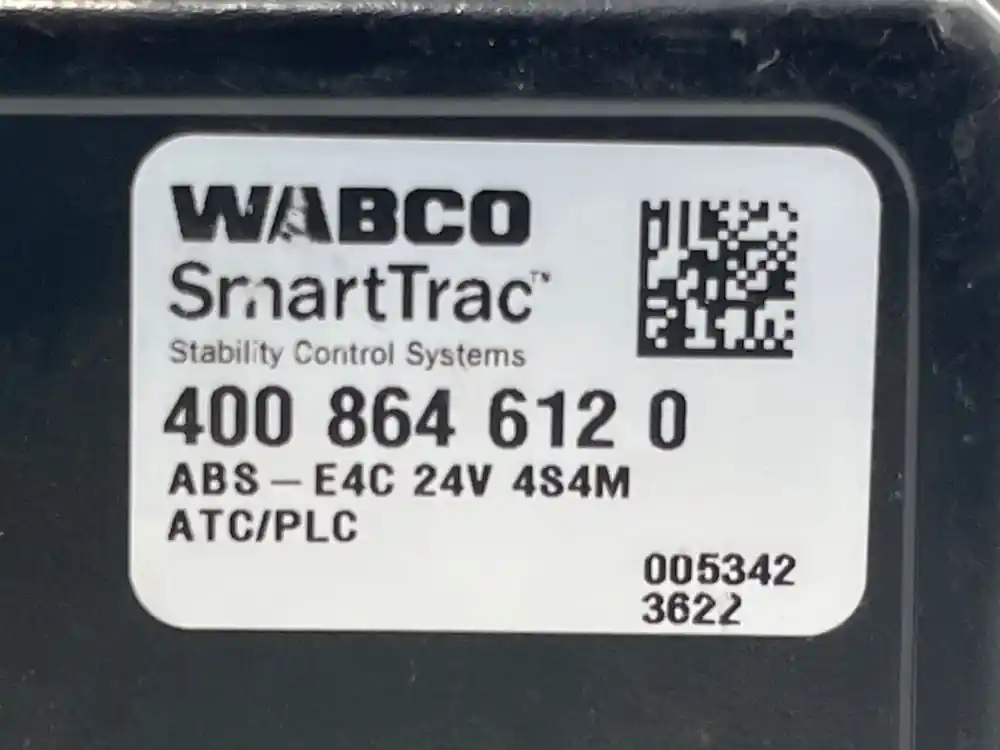 WABCO
SmartTrac™
Stability Control Systems
400 864 612 0
ABS – E4C 24V 4S4M
ATC/PLC
005342
3622